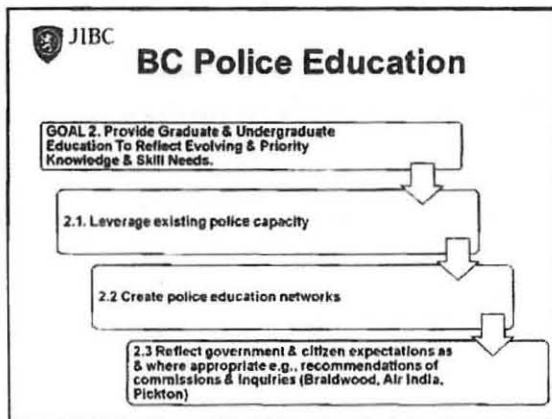 JIBC
BC Police Education
GOAL 2. Provide Graduate & Undergraduate
Education To Reflect Evolving & Priority
Knowledge & Skill Needs.
2.1. Leverage existing police capacity
2.2 Create police education networks
2.3 Reflect government & citizen expectations as
& where appropriate e.g., recommendations of
commissions & Inquiries (Braidwood, Air India,
Pickton)